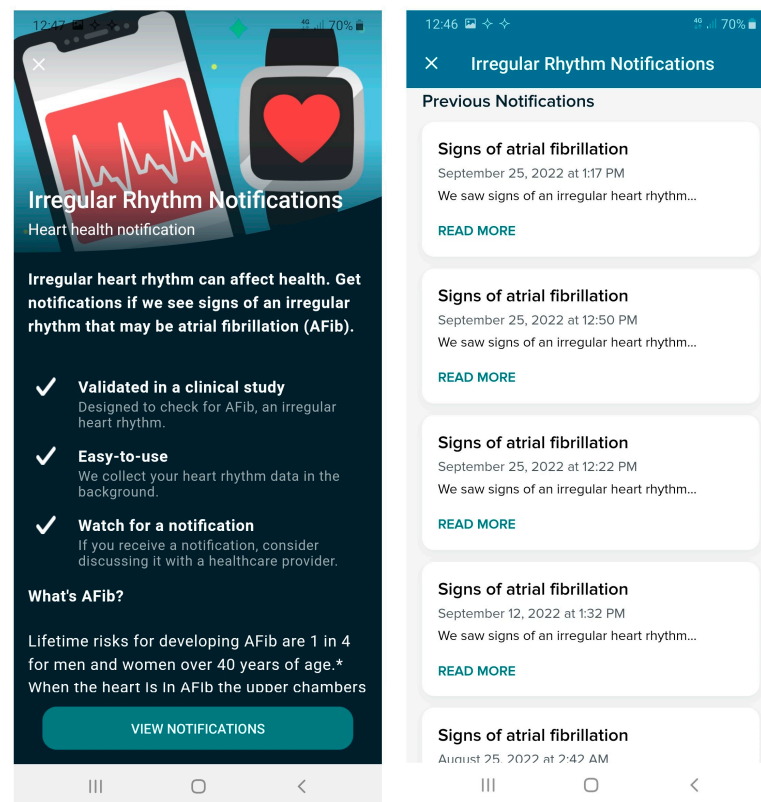 12:47
4G
70%
Irregular Rhythm Notifications
Heart health notification
Irregular heart rhythm can affect health. Get
notifications if we see signs of an irregular
rhythm that may be atrial fibrillation (AFib).
Validated in a clinical study
Designed to check for AFib, an irregular
heart rhythm.
Easy-to-use
We collect your heart rhythm data in the
background.
Watch for a notification
If you receive a notification, consider
discussing it with a healthcare provider.
What's AFib?
Lifetime risks for developing AFib are 1 in 4
for men and women over 40 years of age.*
When the heart Is In AFIb the upper chambers
VIEW NOTIFICATIONS
12:46
4G
70%
Irregular Rhythm Notifications
Previous Notifications
Signs of atrial fibrillation
September 25, 2022 at 1:17 PM
We saw signs of an irregular heart rhythm...
READ MORE
Signs of atrial fibrillation
September 25, 2022 at 12:50 PM
We saw signs of an irregular heart rhythm...
READ MORE
Signs of atrial fibrillation
September 25, 2022 at 12:22 PM
We saw signs of an irregular heart rhythm...
READ MORE
Signs of atrial fibrillation
September 12, 2022 at 1:32 PM
We saw signs of an irregular heart rhythm...
READ MORE
Signs of atrial fibrillation
August 25, 2022 at 2:42 AM